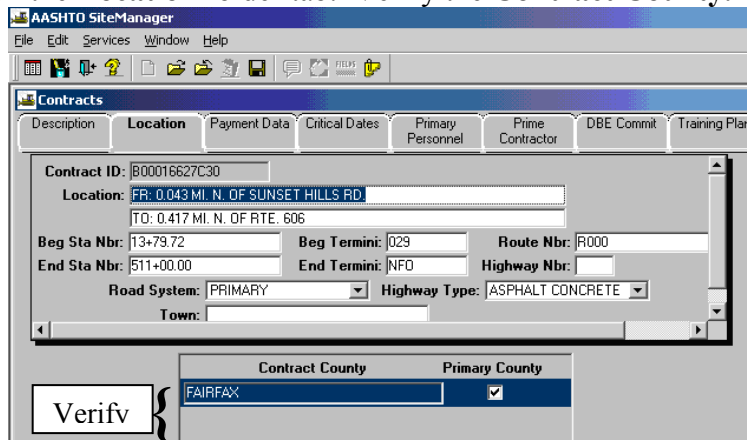 AASHTO SiteManager
File Edit Services Window Help
Contracts
Description Location Payment Data Critical Dates Primary Personnel Prime Contractor DBE Commit Training Plan
Contract ID: B00016627C30
Location: FR: 0.043 MI. N. OF SUNSET HILLS RD.
TO: 0.417 MI. N. OF RTE. 606
Beg Sta Nbr: 13+79.72 Beg Termini: 029 Route Nbr: R000
End Sta Nbr: 511+00.00 End Termini: NFO Highway Nbr:
Road System: PRIMARY Highway Type: ASPHALT CONCRETE
Town:
Contract County Primary County
FAIRFAX
Verify